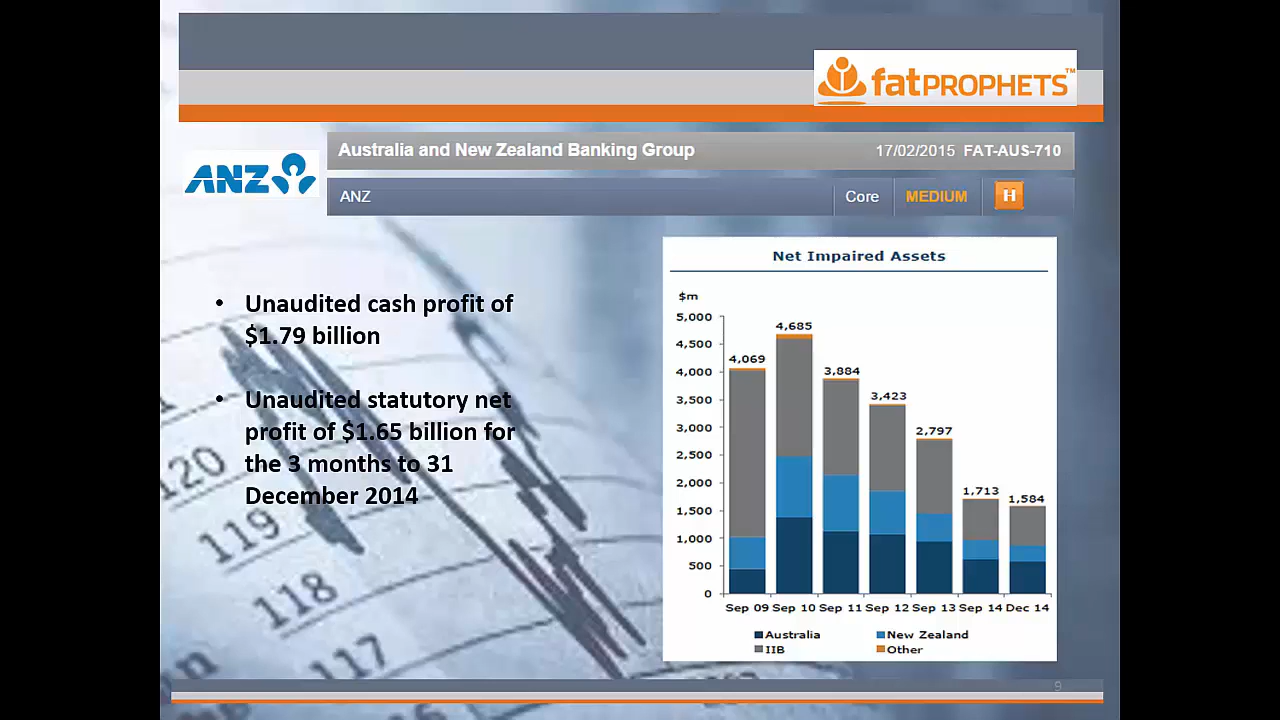 fatPROPHETS™
ANZ
Australia and New Zealand Banking Group 17/02/2015 FAT-AUS-710
ANZ Core MEDIUM H
• Unaudited cash profit of
$1.79 billion
• Unaudited statutory net
profit of $1.65 billion for
the 3 months to 31
December 2014
Net Impaired Assets
$m
5,000
4,500
4,000
3,500
3,000
2,500
2,000
1,500
1,000
500
0
4,069
4,685
3,884
3,423
2,797
1,713
1,584
Sep 09 Sep 10 Sep 11 Sep 12 Sep 13 Sep 14 Dec 14
Australia New Zealand
IIB Other
120
119
118
117
9